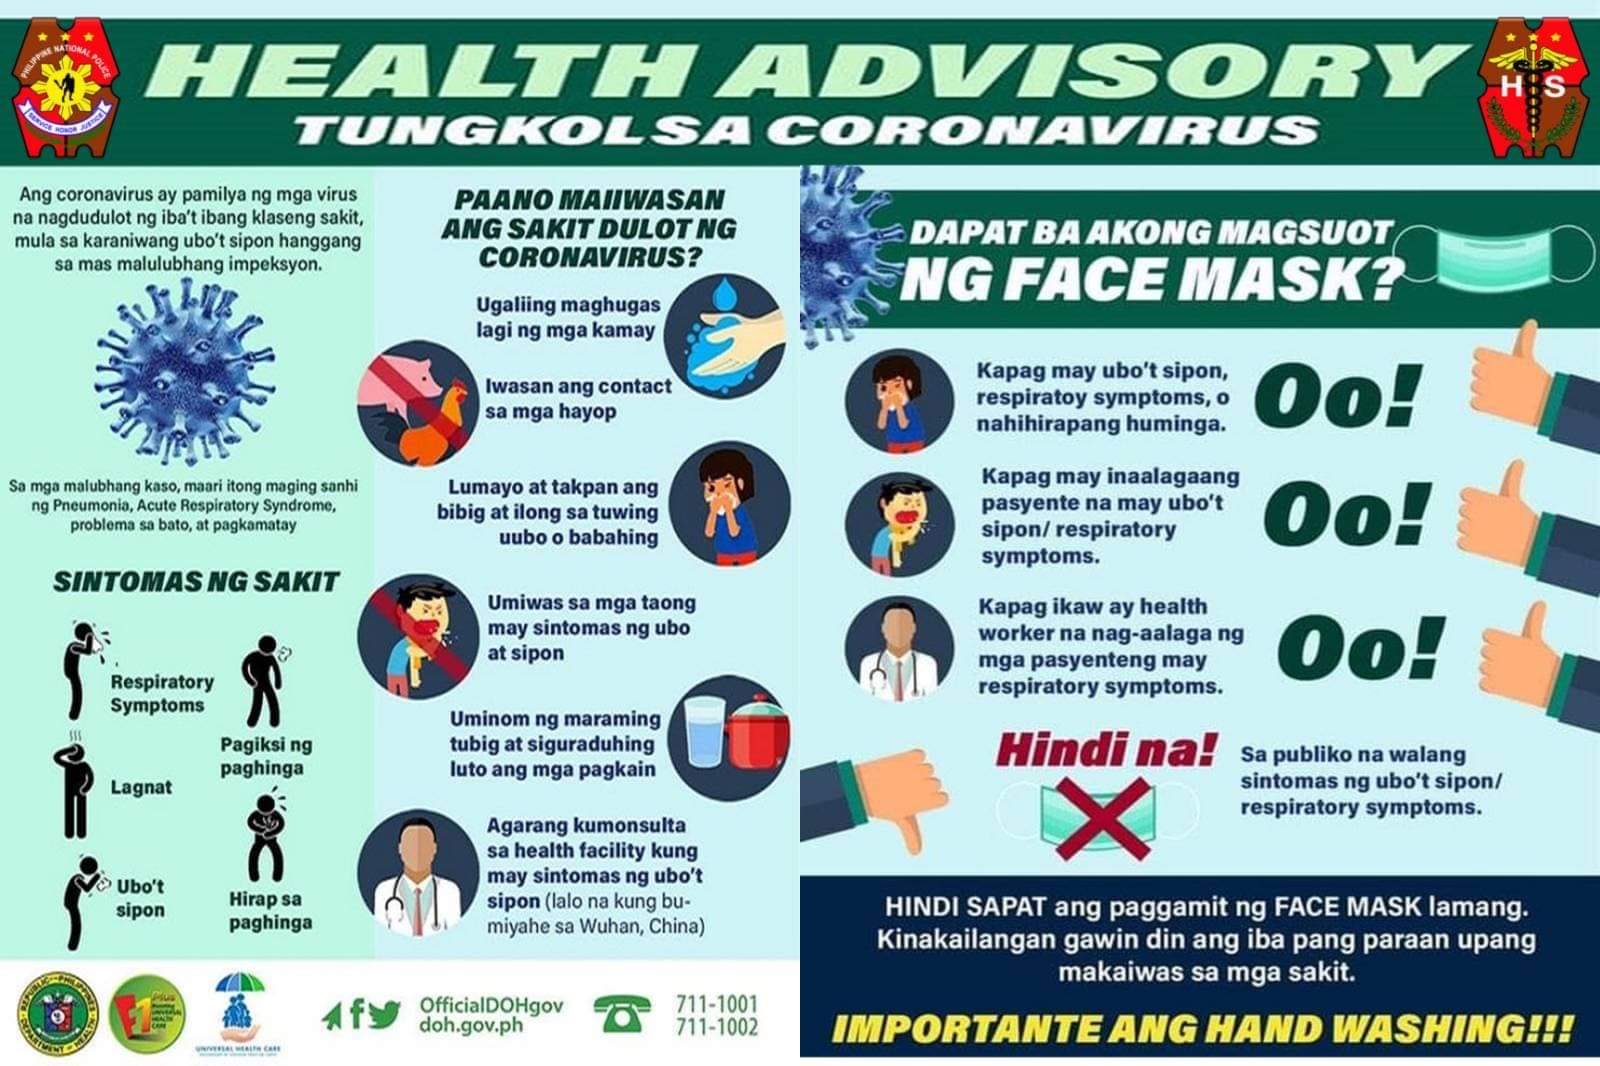 PHILIPPINE NATIONAL POLICE
SERVICE HONOR JUSTICE
HEALTH ADVISORY
TUNGKOL SA CORONAVIRUS
H S
Ang coronavirus ay pamilya ng mga virus
na nagdudulot ng iba't ibang klaseng sakit,
mula sa karaniwang ubo't sipon hanggang
sa mas malulubhang impeksyon.
Sa mga malubhang kaso, maari itong maging sanhi
ng Pneumonia, Acute Respiratory Syndrome,
problema sa bato, at pagkamatay
SINTOMAS NG SAKIT
Respiratory
Symptoms
Pagiksi ng
paghinga
Lagnat
Ubo't
sipon
Hirap sa
paghinga
PAANO MAIIWASAN
ANG SAKIT DULOT NG
CORONAVIRUS?
Ugaliing maghugas
lagi ng mga kamay
Iwasan ang contact
sa mga hayop
Lumayo at takpan ang
bibig at ilong sa tuwing
uubo o babahing
Umiwas sa mga taong
may sintomas ng ubo
at sipon
Uminom ng maraming
tubig at siguraduhing
luto ang mga pagkain
Agarang kumonsulta
sa health facility kung
may sintomas ng ubo't
sipon (lalo na kung bu-
miyahe sa Wuhan, China)
REPUBLIC PHILIPPINES
DEPARTMENT OF HEALTH
F1 Plus
UNIVERSAL HEALTH CARE
OfficialDOHgov
doh.gov.ph
711-1001
711-1002
DAPAT BA AKONG MAGSUOT
NG FACE MASK?
Kapag may ubo't sipon,
respiratoy symptoms, o
nahihirapang huminga.
Oo!
Kapag may inaalagaang
pasyente na may ubo't
sipon/ respiratory
symptoms.
Oo!
Kapag ikaw ay health
worker na nag-aalaga ng
mga pasyenteng may
respiratory symptoms.
Oo!
Hindi na!
Sa publiko na walang
sintomas ng ubo't sipon/
respiratory symptoms.
HINDI SAPAT ang paggamit ng FACE MASK lamang.
Kinakailangan gawin din ang iba pang paraan upang
makaiwas sa mga sakit.
IMPORTANTE ANG HAND WASHING!!!